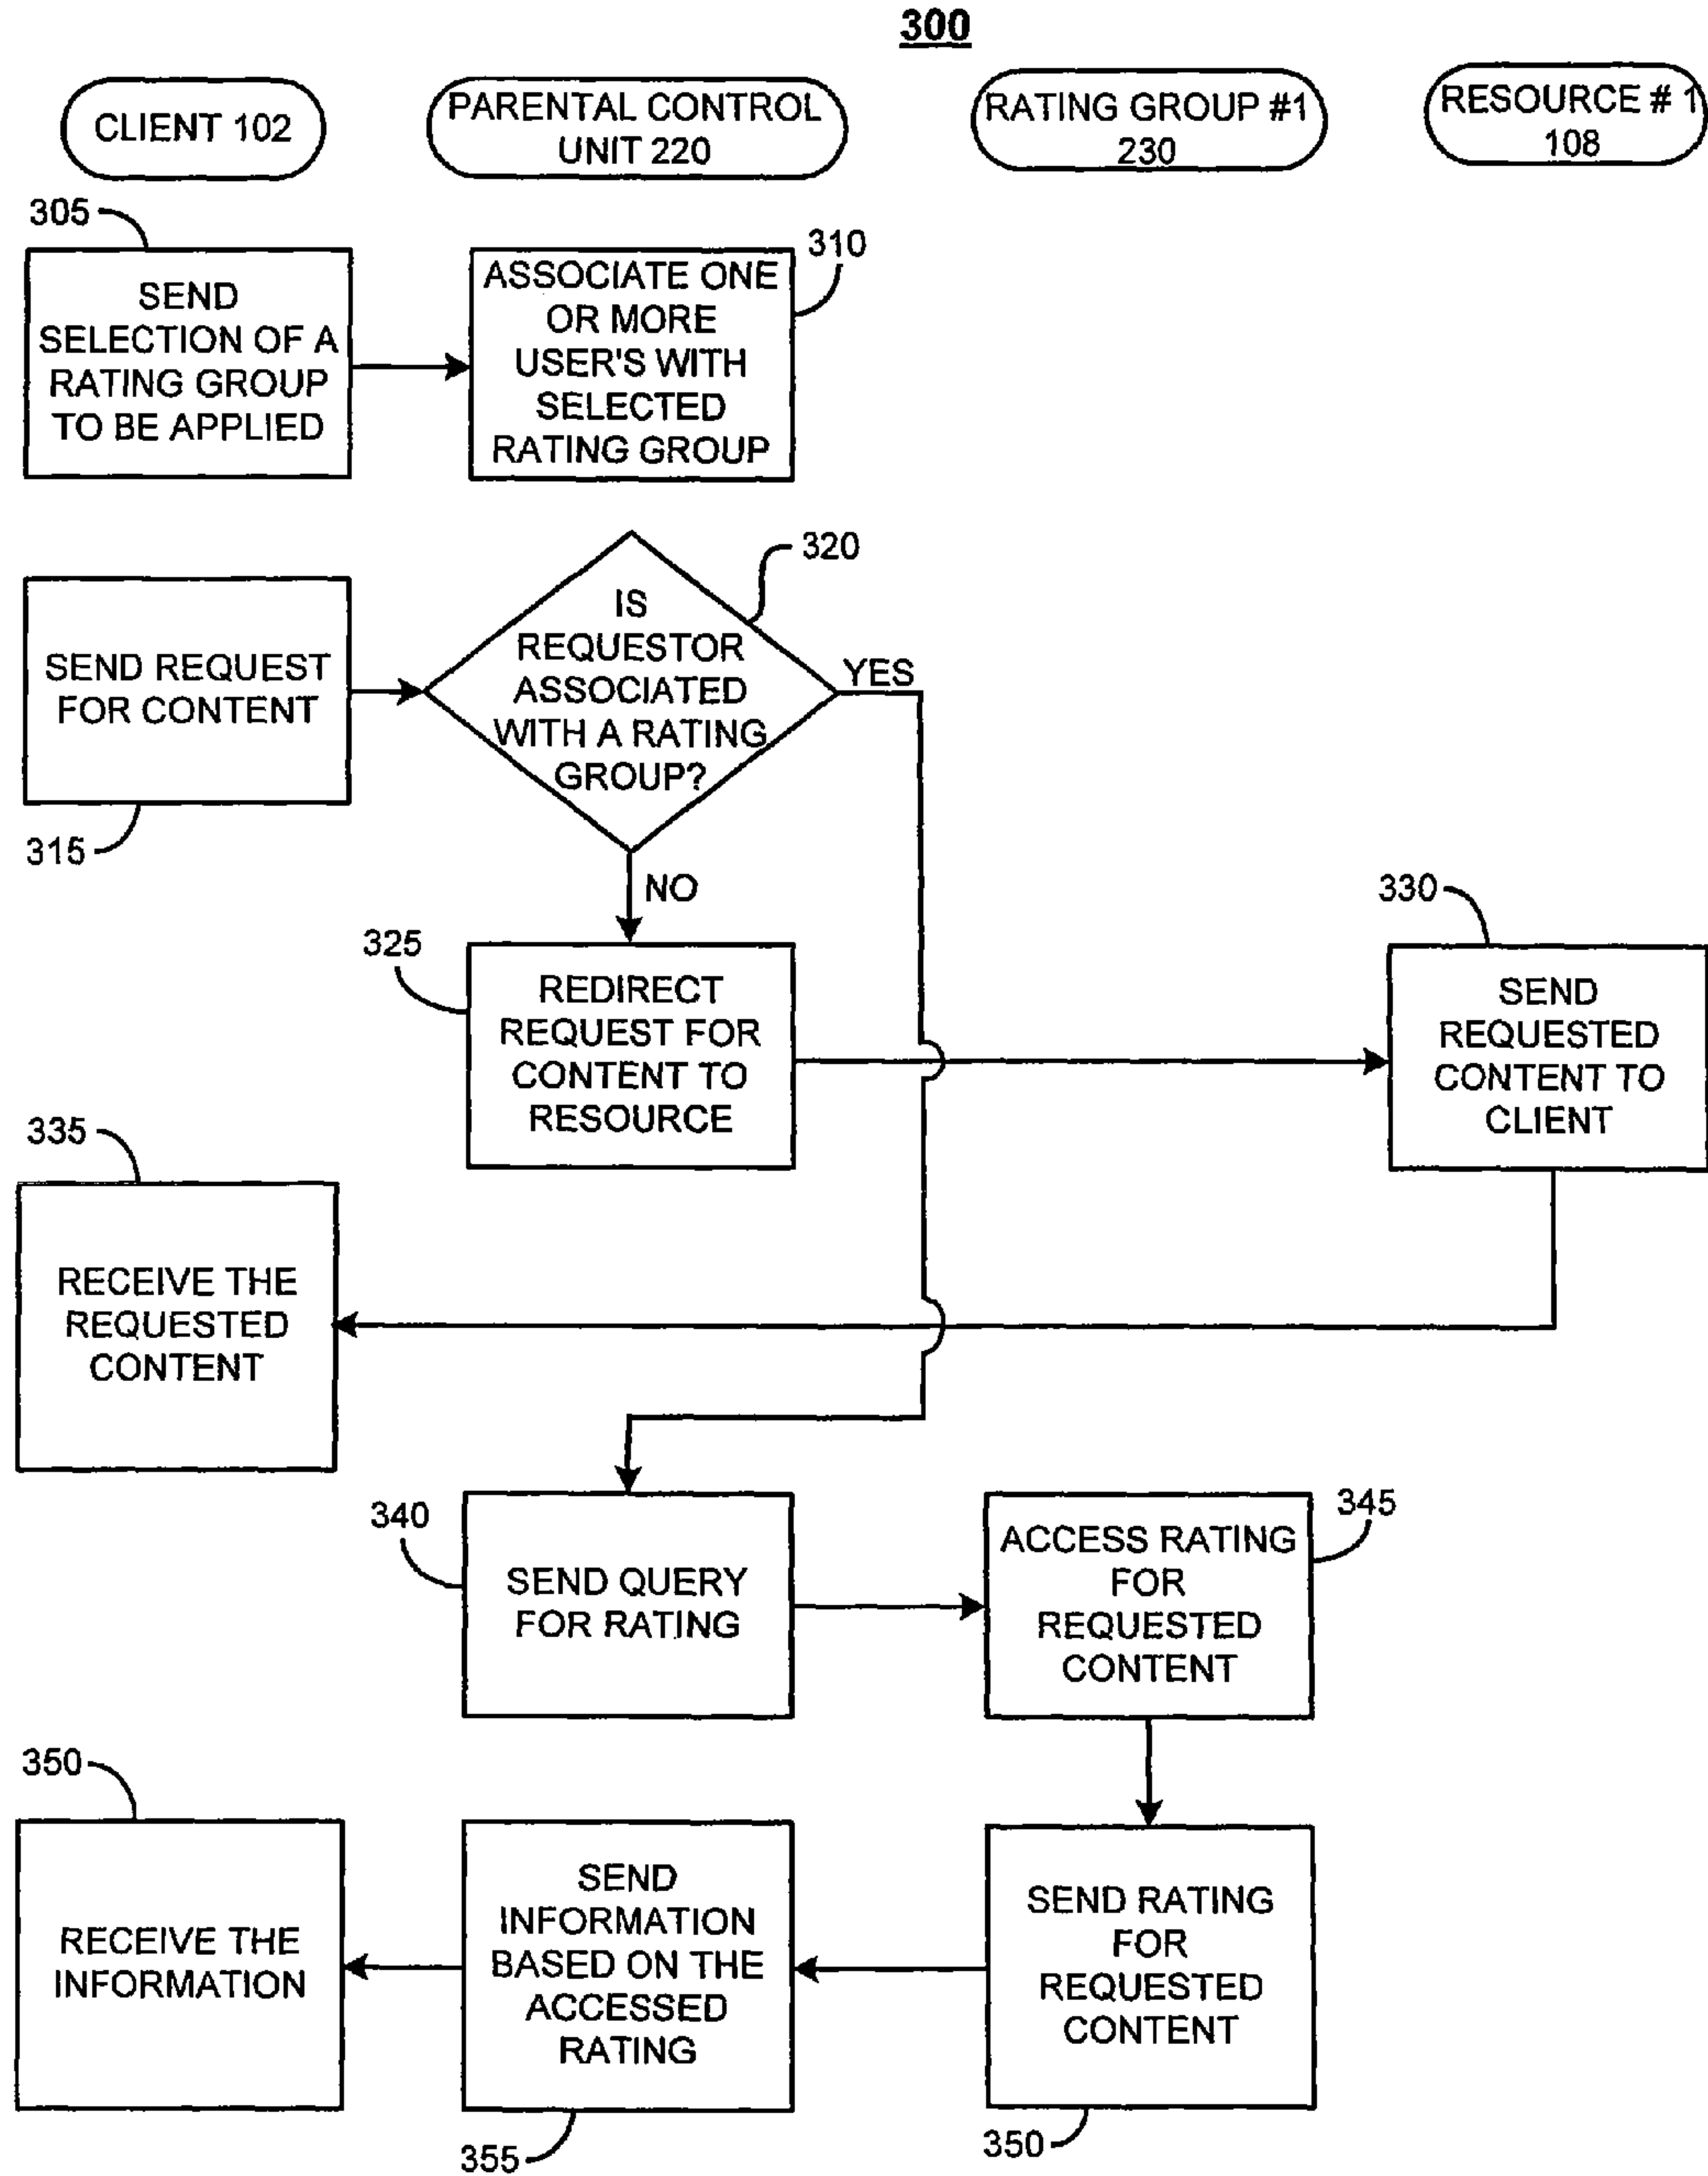 300
CLIENT 102
PARENTAL CONTROL
UNIT 220
RATING GROUP #1
230
RESOURCE # 1
108
305
SEND
SELECTION OF A
RATING GROUP
TO BE APPLIED
310
ASSOCIATE ONE
OR MORE
USER'S WITH
SELECTED
RATING GROUP
315
SEND REQUEST
FOR CONTENT
320
IS
REQUESTOR
ASSOCIATED
WITH A RATING
GROUP?
YES
NO
325
REDIRECT
REQUEST FOR
CONTENT TO
RESOURCE
330
SEND
REQUESTED
CONTENT TO
CLIENT
335
RECEIVE THE
REQUESTED
CONTENT
340
SEND QUERY
FOR RATING
345
ACCESS RATING
FOR
REQUESTED
CONTENT
350
RECEIVE THE
INFORMATION
SEND
INFORMATION
BASED ON THE
ACCESSED
RATING
355
SEND RATING
FOR
REQUESTED
CONTENT
350